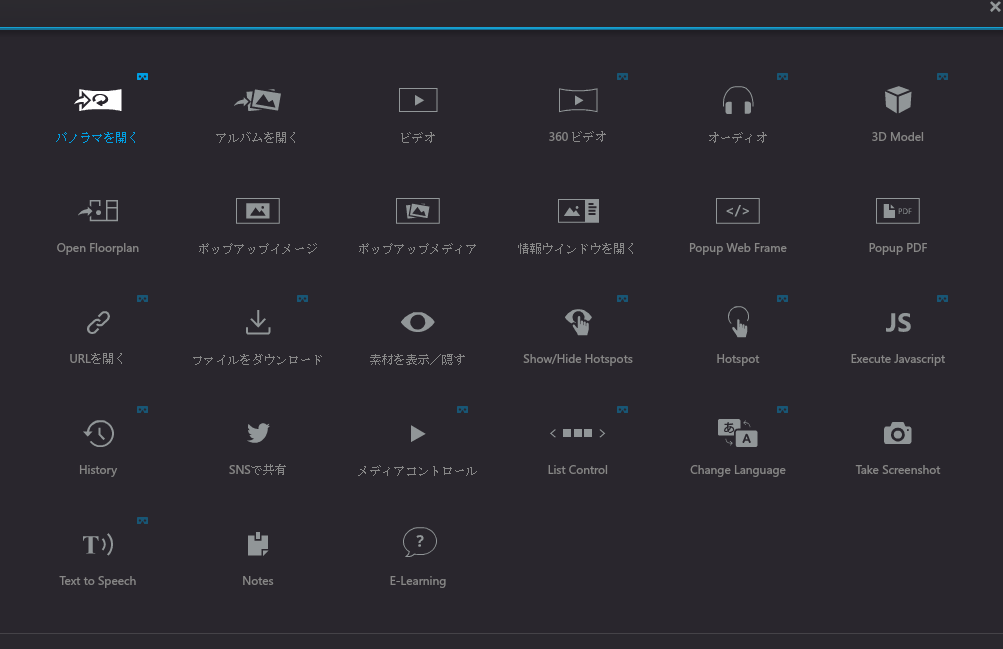 パノラマを開く
アルバムを開く
ビデオ
360 ビデオ
オーディオ
3D Model
Open Floorplan
ポップアップイメージ
ポップアップメディア
情報ウインドウを開く
</>
Popup Web Frame
PDF
Popup PDF
URLを開く
ファイルをダウンロード
素材を表示／隠す
Show/Hide Hotspots
Hotspot
JS
Execute Javascript
History
SNSで共有
メディアコントロール
List Control
あ
A
Change Language
Take Screenshot
T
Text to Speech
Notes
?
E-Learning